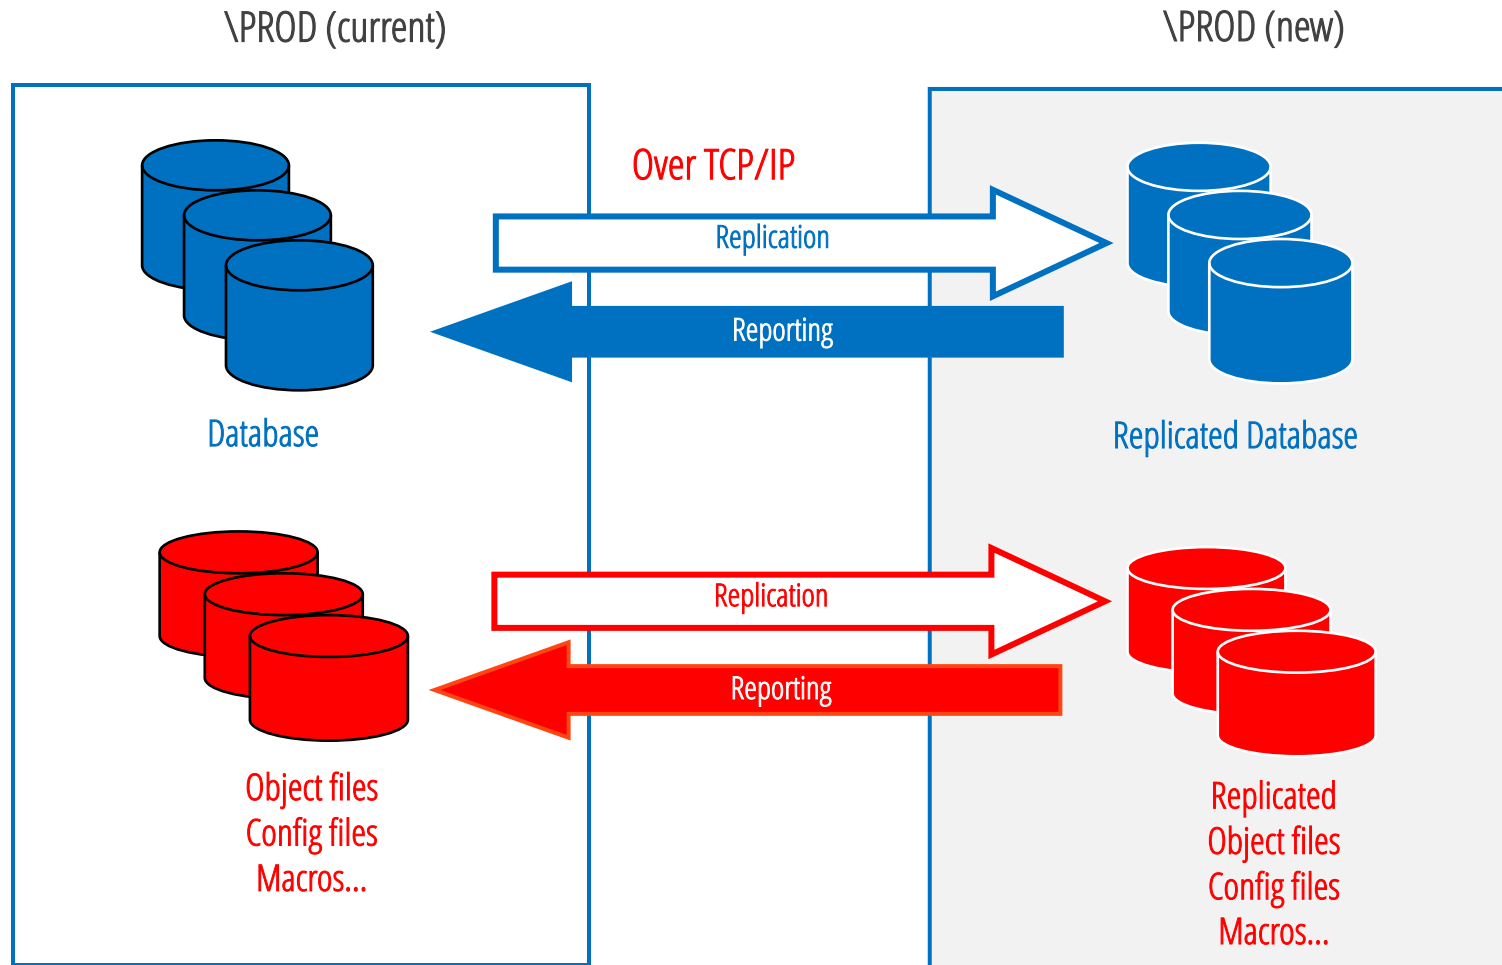 \PROD (current)
\PROD (new)
Over TCP/IP
Replication
Reporting
Database
Replicated Database
Replication
Reporting
Object files
Config files
Macros...
Replicated
Object files
Config files
Macros...